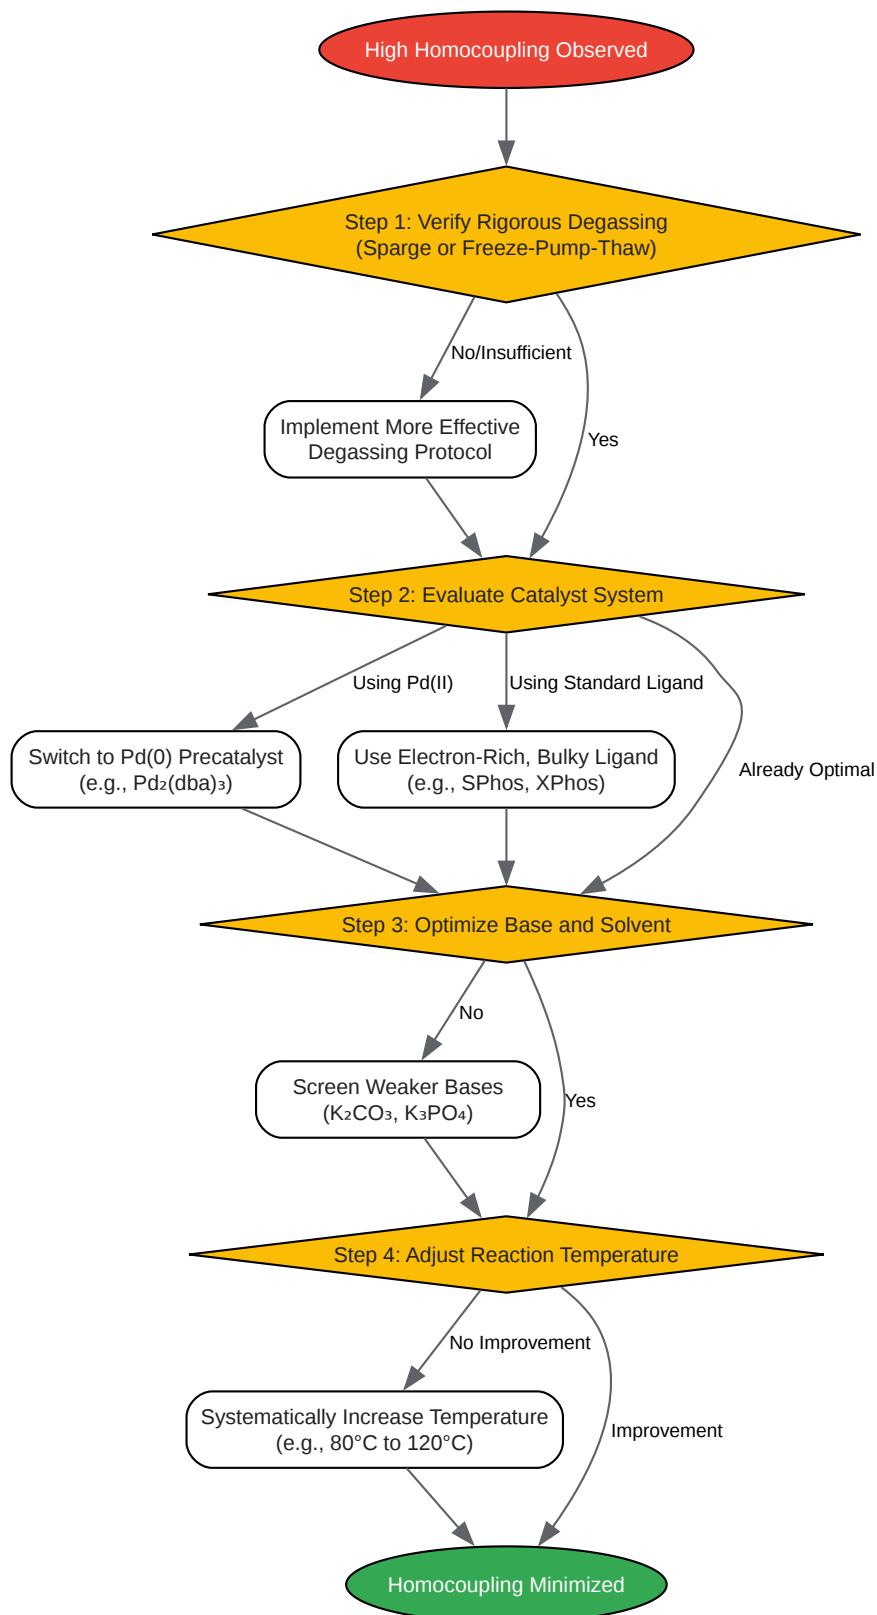 High Homocoupling Observed
Step 1: Verify Rigorous Degassing
(Sparge or Freeze-Pump-Thaw)
No/Insufficient
Implement More Effective
Degassing Protocol
Yes
Step 2: Evaluate Catalyst System
Using Pd(II)
Using Standard Ligand
Switch to Pd(0) Precatalyst
(e.g., Pd₂(dba)₃)
Use Electron-Rich, Bulky Ligand
(e.g., SPhos, XPhos)
Already Optimal
Step 3: Optimize Base and Solvent
No
Screen Weaker Bases
(K₂CO₃, K₃PO₄)
Yes
Step 4: Adjust Reaction Temperature
No Improvement
Systematically Increase Temperature
(e.g., 80°C to 120°C)
Improvement
Homocoupling Minimized